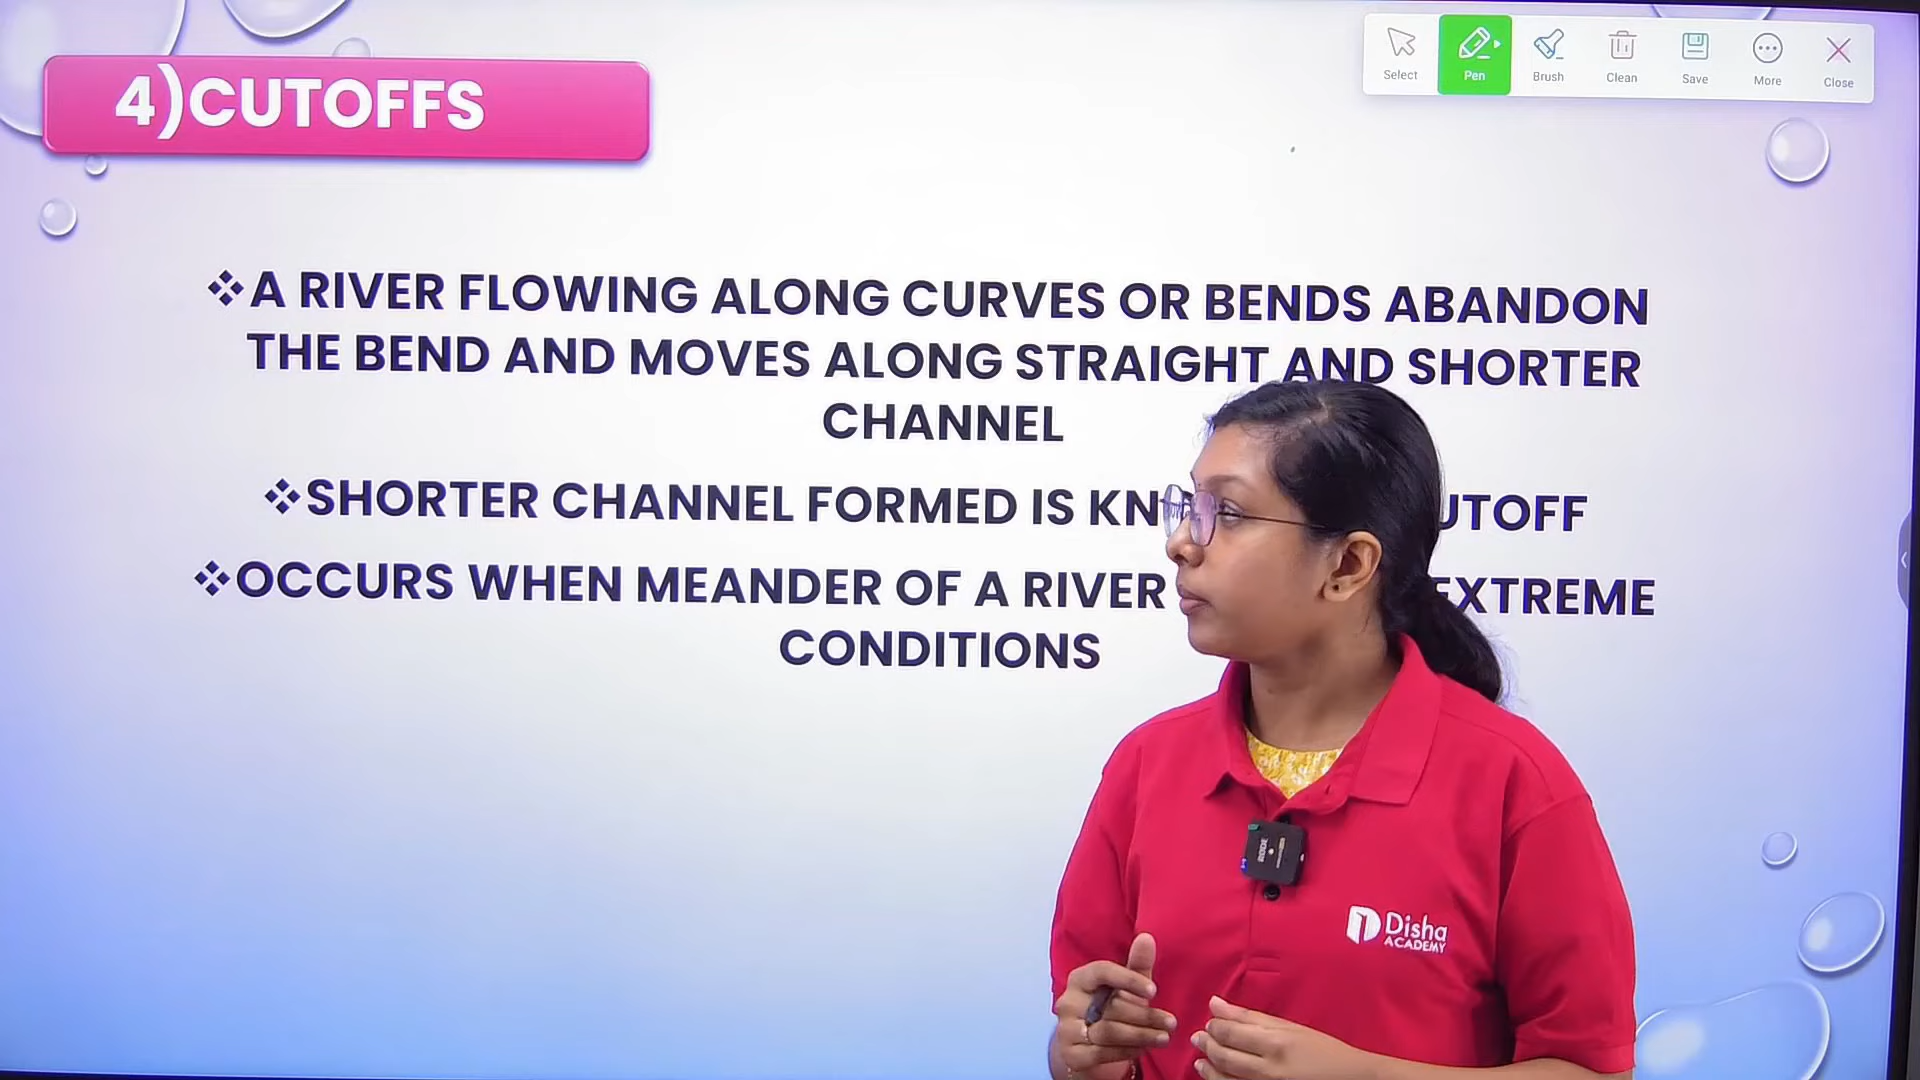 4)CUTOFFS
Select
Pen
Brush
Clean
Save
More
Close
❖A RIVER FLOWING ALONG CURVES OR BENDS ABANDON
THE BEND AND MOVES ALONG STRAIGHT AND SHORTER
CHANNEL
❖SHORTER CHANNEL FORMED IS KN UTOFF
❖OCCURS WHEN MEANDER OF A RIVER EXTREME
CONDITIONS
RØDE
Disha
ACADEMY